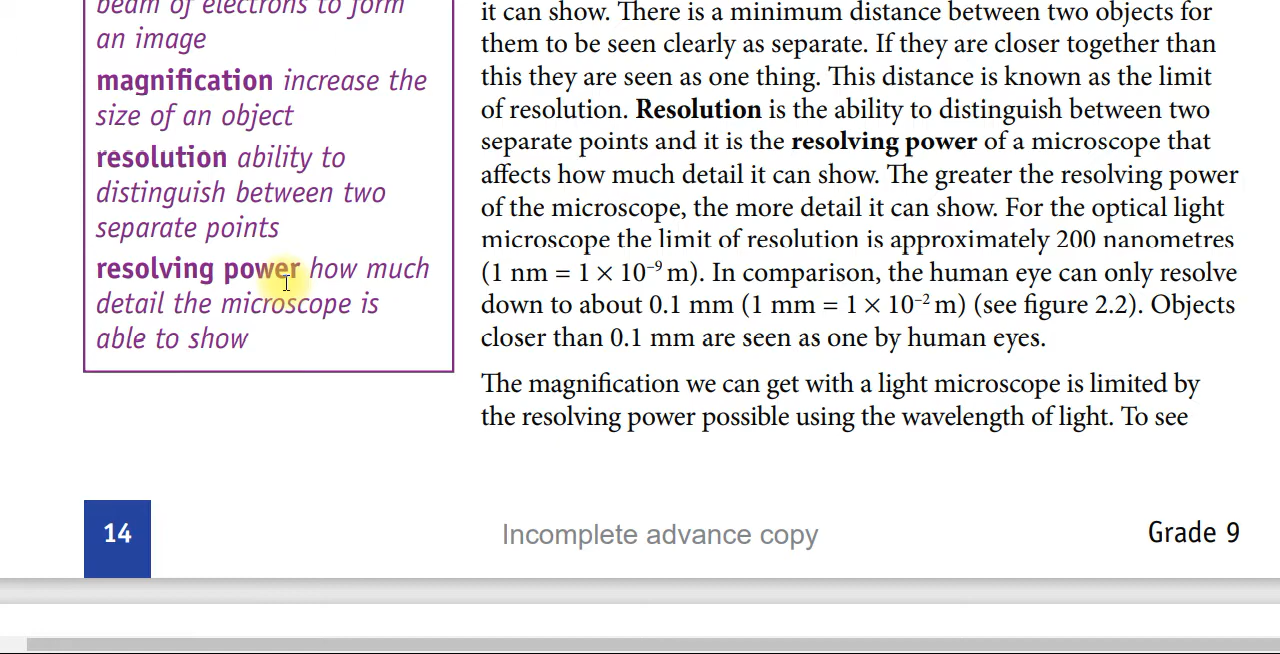 beam of electrons to form
an image
magnification increase the
size of an object
resolution ability to
distinguish between two
separate points
resolving power how much
detail the microscope is
able to show
it can show. There is a minimum distance between two objects for
them to be seen clearly as separate. If they are closer together than
this they are seen as one thing. This distance is known as the limit
of resolution. Resolution is the ability to distinguish between two
separate points and it is the resolving power of a microscope that
affects how much detail it can show. The greater the resolving power
of the microscope, the more detail it can show. For the optical light
microscope the limit of resolution is approximately 200 nanometres
(1 nm = 1 × 10⁻⁹ m). In comparison, the human eye can only resolve
down to about 0.1 mm (1 mm = 1 × 10⁻² m) (see figure 2.2). Objects
closer than 0.1 mm are seen as one by human eyes.
The magnification we can get with a light microscope is limited by
the resolving power possible using the wavelength of light. To see
14
Incomplete advance copy
Grade 9